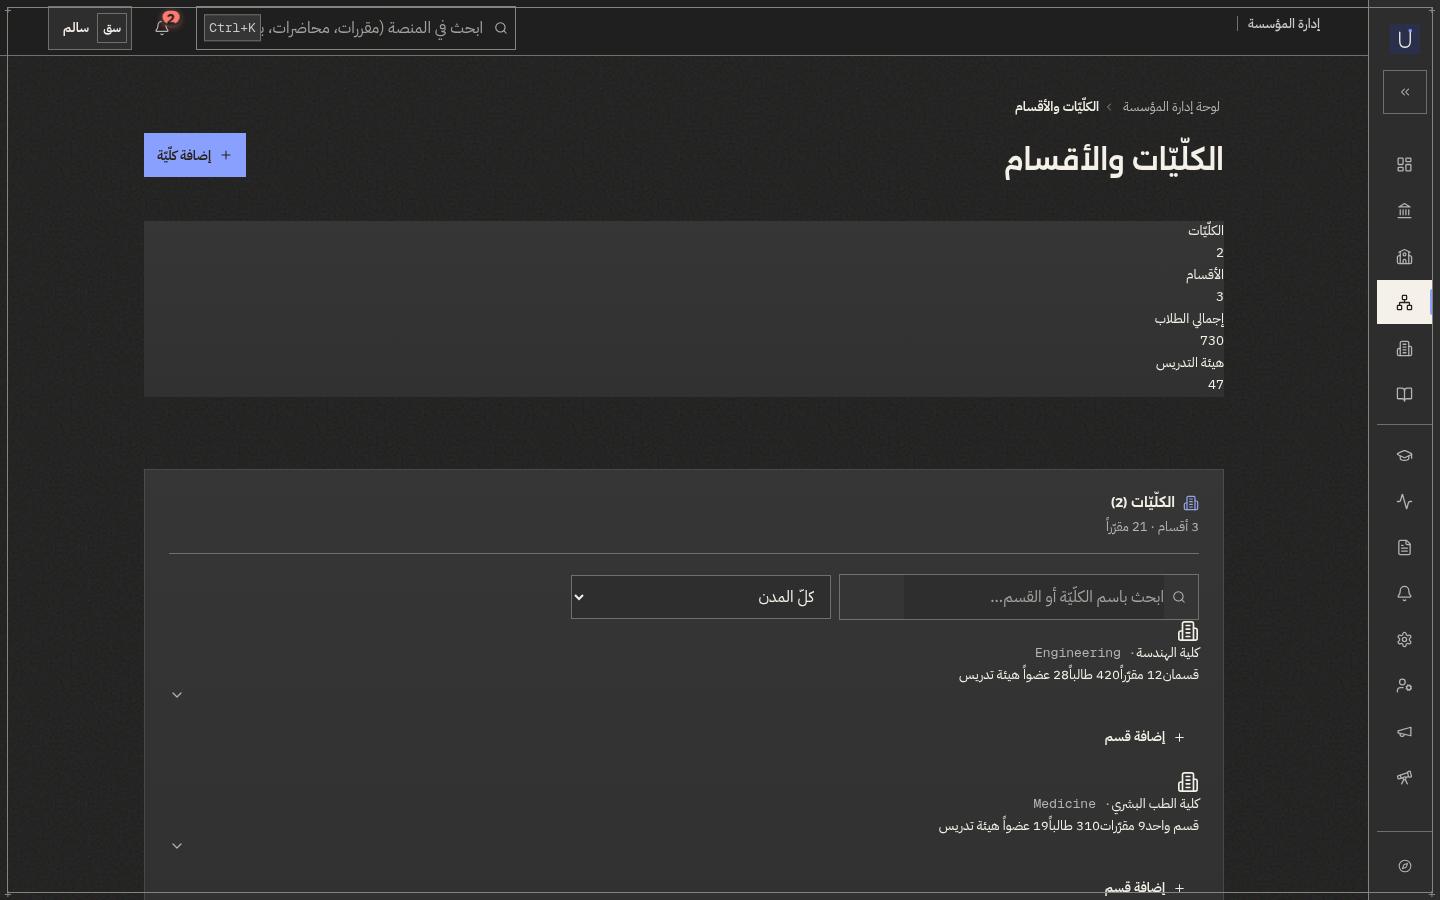 إدارة المؤسسة
ابحث في المنصة (مقررات، محاضرات،
Ctrl+K
2
سق
سالم
لوحة إدارة المؤسسة
الكلّيّات والأقسام
الكلّيّات والأقسام
إضافة كلّيّة
الكلّيّات
2
الأقسام
3
إجمالي الطلاب
730
هيئة التدريس
47
الكلّيّات (2)
3 أقسام · 21 مقرّراً
ابحث باسم الكلّيّة أو القسم...
كلّ المدن
كلية الهندسة · Engineering
قسمان12 مقرّراً420 طالباً28 عضواً هيئة تدريس
إضافة قسم
كلية الطب البشري · Medicine
قسم واحد9 مقرّرات310 طالباً19 عضواً هيئة تدريس
إضافة قسم